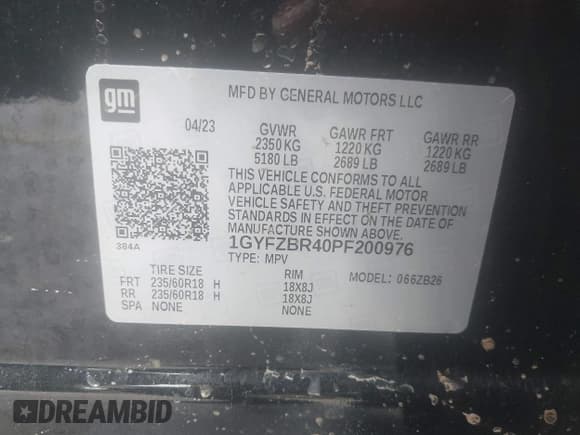 gm
MFD BY GENERAL MOTORS LLC
04/23 GVWR GAWR FRT GAWR RR
2350 KG 1220 KG 1220 KG
5180 LB 2689 LB 2689 LB
THIS VEHICLE CONFORMS TO ALL
APPLICABLE U.S. FEDERAL MOTOR
VEHICLE SAFETY AND THEFT PREVENTION
STANDARDS IN EFFECT ON THE DATE OF
MANUFACTURE SHOWN ABOVE.
384A 1GYFZBR40PF200976
TYPE: MPV
TIRE SIZE RIM MODEL: 066ZB26
FRT 235/60R18 H 18X8J
RR 235/60R18 H 18X8J
SPA NONE NONE
DREAMBID